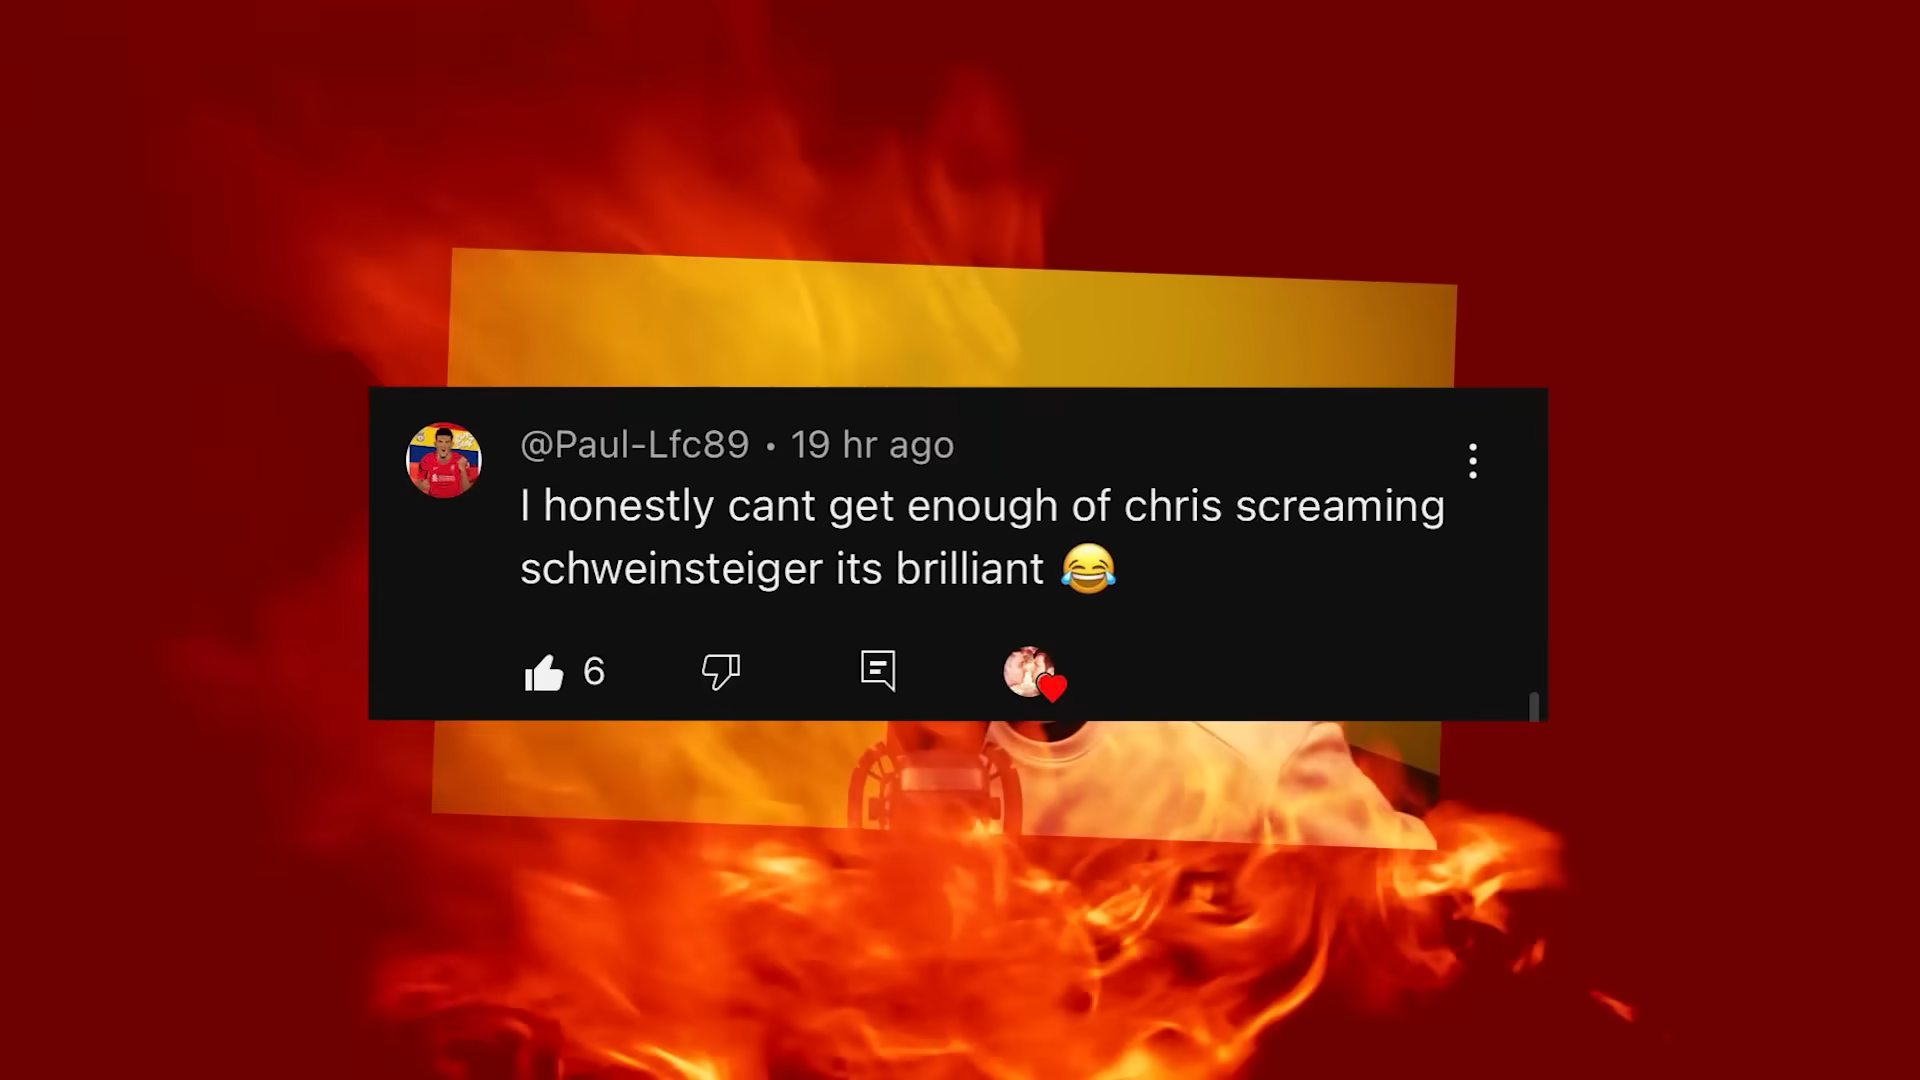 @Paul-Lfc89 • 19 hr ago
I honestly cant get enough of chris screaming
schweinsteiger its brilliant 😂
6